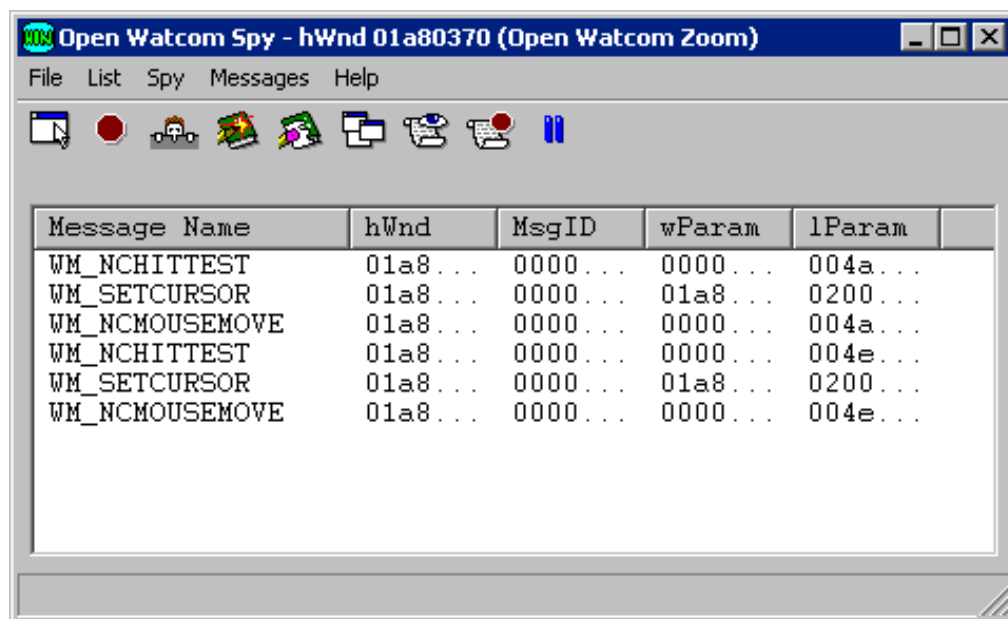 Open Watcom Spy - hWnd 01a80370 (Open Watcom Zoom)
File List Spy Messages Help
Message Name hWnd MsgID wParam lParam
WM_NCHITTEST 01a8... 0000... 0000... 004a...
WM_SETCURSOR 01a8... 0000... 01a8... 0200...
WM_NCMOUSEMOVE 01a8... 0000... 0000... 004a...
WM_NCHITTEST 01a8... 0000... 0000... 004e...
WM_SETCURSOR 01a8... 0000... 01a8... 0200...
WM_NCMOUSEMOVE 01a8... 0000... 0000... 004e...